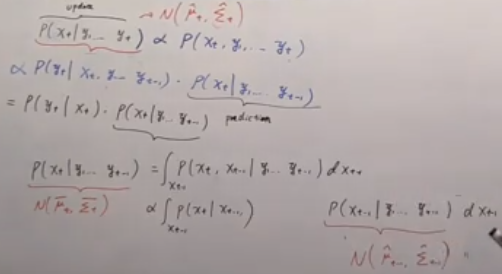 update
→ N(μ̂t, Σ̂t)
P(xt | y1 ... yt) ∝ P(xt, y1, ... yt)
∝ P(yt | xt, y1 ... yt-1) · P(xt | y1, ... yt-1)
= P(yt | xt) · P(xt | y1 ... yt-1) prediction
P(xt | y1 ... yt-1) = ∫xt-1 P(xt, xt-1 | y1 ... yt-1) dxt-1
N(μ̄t, Σ̄t) ∝ ∫xt-1 P(xt | xt-1) P(xt-1 | y1 ... yt-1) dxt-1
N(μ̂t-1, Σ̂t-1)